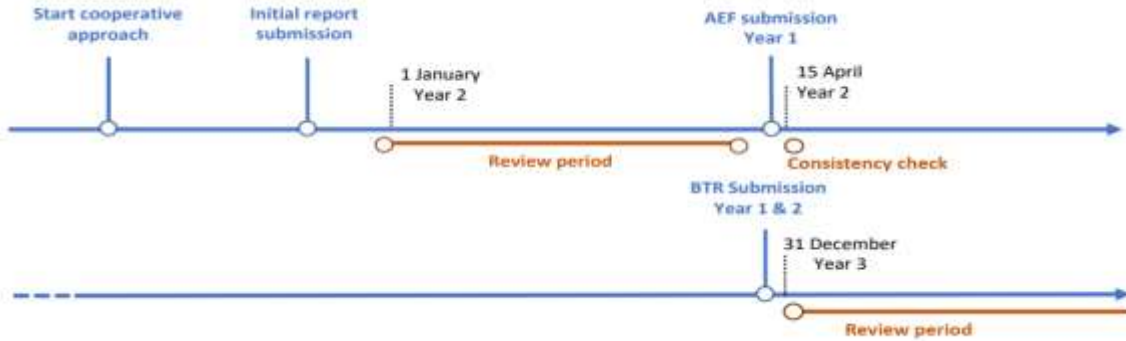 Start cooperative
approach
Initial report
submission
AEF submission
Year 1
1 January
Year 2
15 April
Year 2
Review period
Consistency check
BTR Submission
Year 1 & 2
31 December
Year 3
Review period